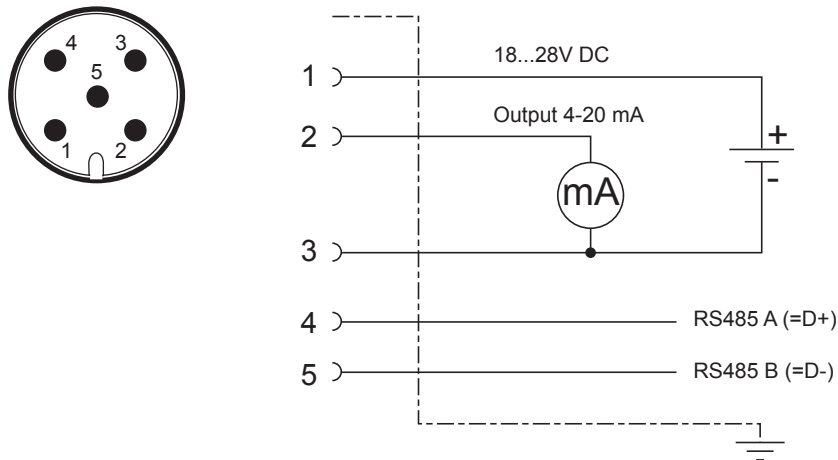 4 3
5
1 2
1 18...28V DC
2 Output 4-20 mA
+
-
mA
3
4 RS485 A (=D+)
5 RS485 B (=D-)